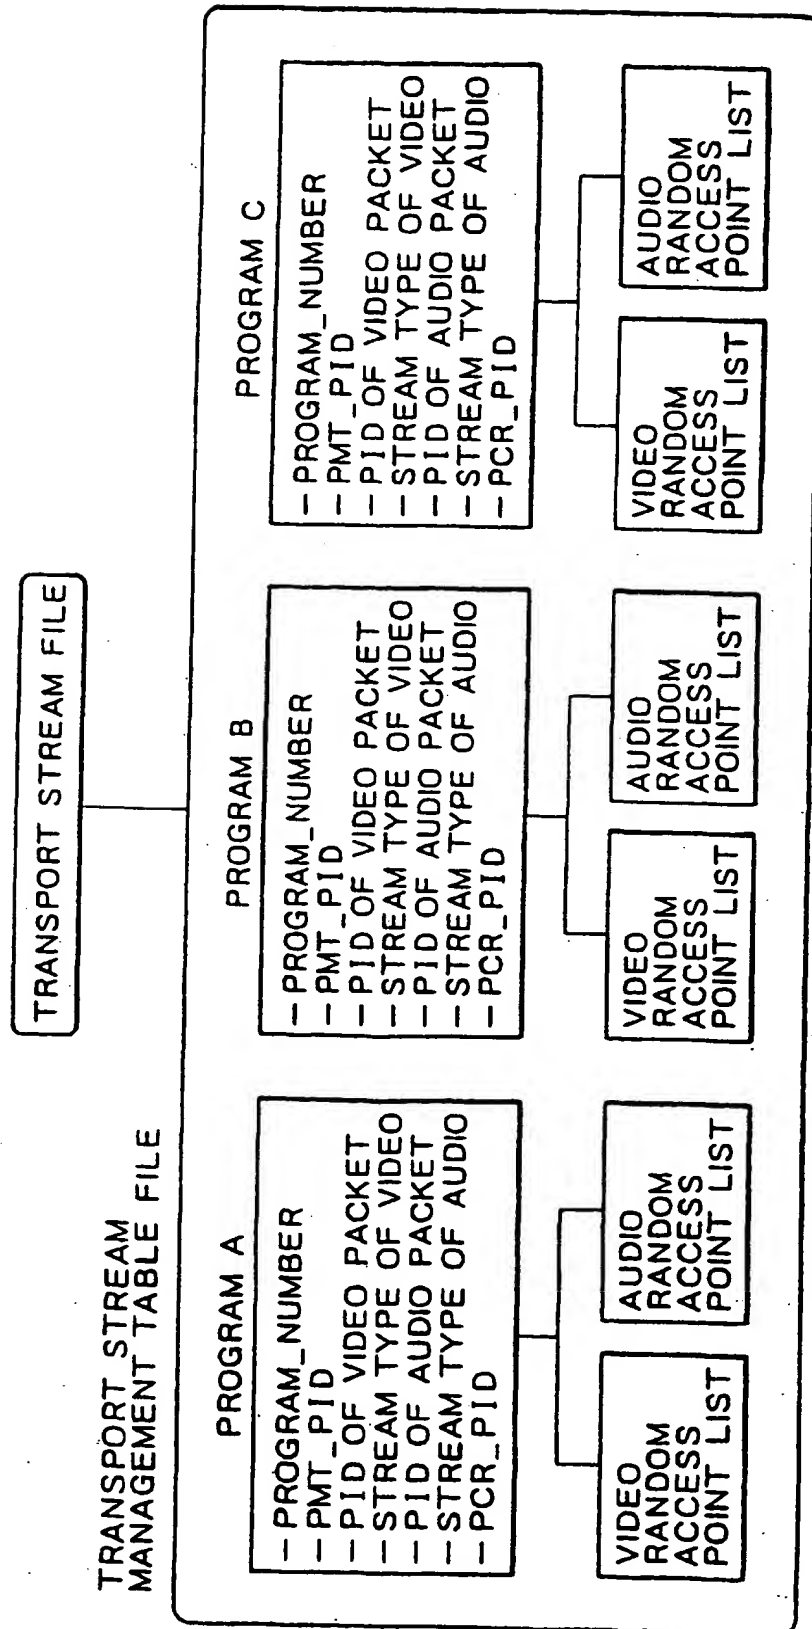 TRANSPORT STREAM FILE
TRANSPORT STREAM
MANAGEMENT TABLE FILE
PROGRAM A
— PROGRAM_NUMBER
— PMT_PID
— PID OF VIDEO PACKET
— STREAM TYPE OF VIDEO
— PID OF AUDIO PACKET
— STREAM TYPE OF AUDIO
— PCR_PID
VIDEO
RANDOM
ACCESS
POINT LIST
AUDIO
RANDOM
ACCESS
POINT LIST
PROGRAM B
— PROGRAM_NUMBER
— PMT_PID
— PID OF VIDEO PACKET
— STREAM TYPE OF VIDEO
— PID OF AUDIO PACKET
— STREAM TYPE OF AUDIO
— PCR_PID
VIDEO
RANDOM
ACCESS
POINT LIST
AUDIO
RANDOM
ACCESS
POINT LIST
PROGRAM C
— PROGRAM_NUMBER
— PMT_PID
— PID OF VIDEO PACKET
— STREAM TYPE OF VIDEO
— PID OF AUDIO PACKET
— STREAM TYPE OF AUDIO
— PCR_PID
VIDEO
RANDOM
ACCESS
POINT LIST
AUDIO
RANDOM
ACCESS
POINT LIST